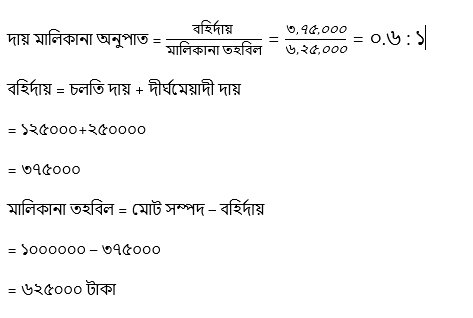 দায় মালিকানা অনুপাত = বহির্দায়/মালিকানা তহবিল = ৩,৭৫,০০০/৬,২৫,০০০ = ০.৬ : ১
বহির্দায় = চলতি দায় + দীর্ঘমেয়াদী দায়
= ১২৫০০০+২৫০০০০
= ৩৭৫০০০
মালিকানা তহবিল = মোট সম্পদ – বহির্দায়
= ১০০০০০০ – ৩৭৫০০০
= ৬২৫০০০ টাকা